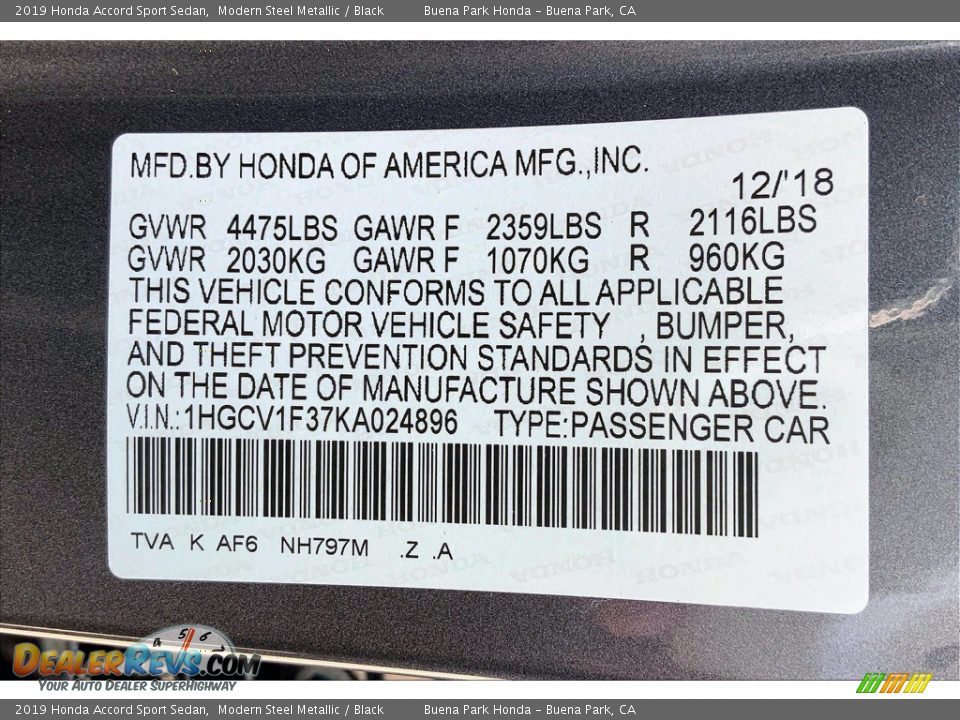 2019 Honda Accord Sport Sedan,  Modern Steel Metallic / Black        Buena Park Honda – Buena Park, CA
MFD.BY HONDA OF AMERICA MFG.,INC.
12/'18
GVWR 4475LBS GAWR F 2359LBS R 2116LBS
GVWR 2030KG GAWR F 1070KG R 960KG
THIS VEHICLE CONFORMS TO ALL APPLICABLE
FEDERAL MOTOR VEHICLE SAFETY , BUMPER,
AND THEFT PREVENTION STANDARDS IN EFFECT
ON THE DATE OF MANUFACTURE SHOWN ABOVE.
V.I.N.:1HGCV1F37KA024896 TYPE:PASSENGER CAR
TVA K AF6 NH797M .Z .A
4 5 6
DEALERREVS.COM
YOUR AUTO DEALER SUPERHIGHWAY
2019 Honda Accord Sport Sedan,  Modern Steel Metallic / Black        Buena Park Honda – Buena Park, CA